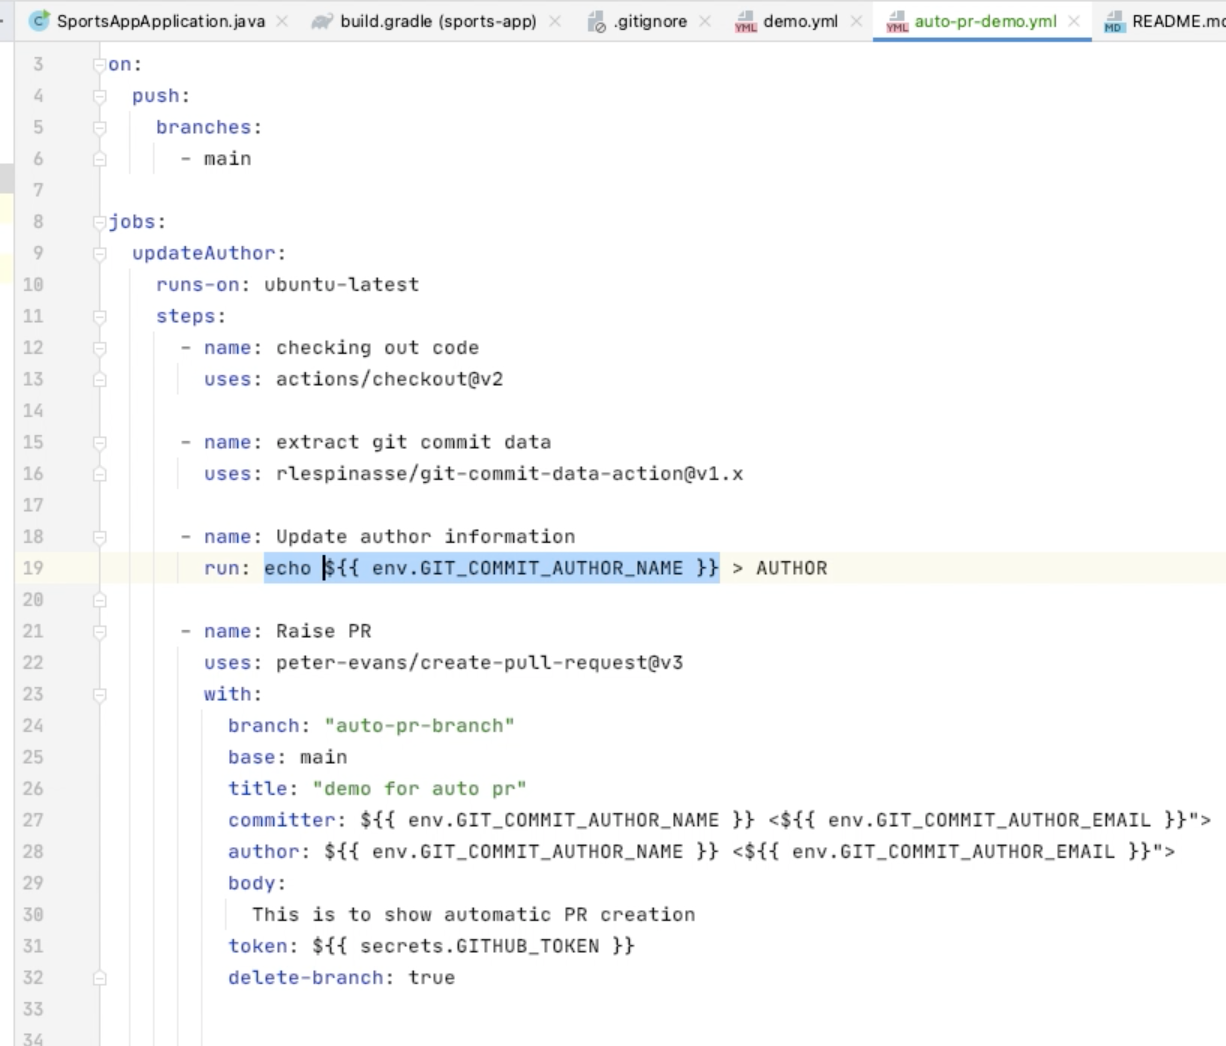 SportsAppApplication.java build.gradle (sports-app) .gitignore demo.yml auto-pr-demo.yml README.md
3 on:
4 push:
5 branches:
6 - main
7
8 jobs:
9 updateAuthor:
10 runs-on: ubuntu-latest
11 steps:
12 - name: checking out code
13 uses: actions/checkout@v2
14
15 - name: extract git commit data
16 uses: rlespinasse/git-commit-data-action@v1.x
17
18 - name: Update author information
19 run: echo ${{ env.GIT_COMMIT_AUTHOR_NAME }} > AUTHOR
20
21 - name: Raise PR
22 uses: peter-evans/create-pull-request@v3
23 with:
24 branch: "auto-pr-branch"
25 base: main
26 title: "demo for auto pr"
27 committer: ${{ env.GIT_COMMIT_AUTHOR_NAME }} <${{ env.GIT_COMMIT_AUTHOR_EMAIL }}">
28 author: ${{ env.GIT_COMMIT_AUTHOR_NAME }} <${{ env.GIT_COMMIT_AUTHOR_EMAIL }}">
29 body:
30 This is to show automatic PR creation
31 token: ${{ secrets.GITHUB_TOKEN }}
32 delete-branch: true
33
34